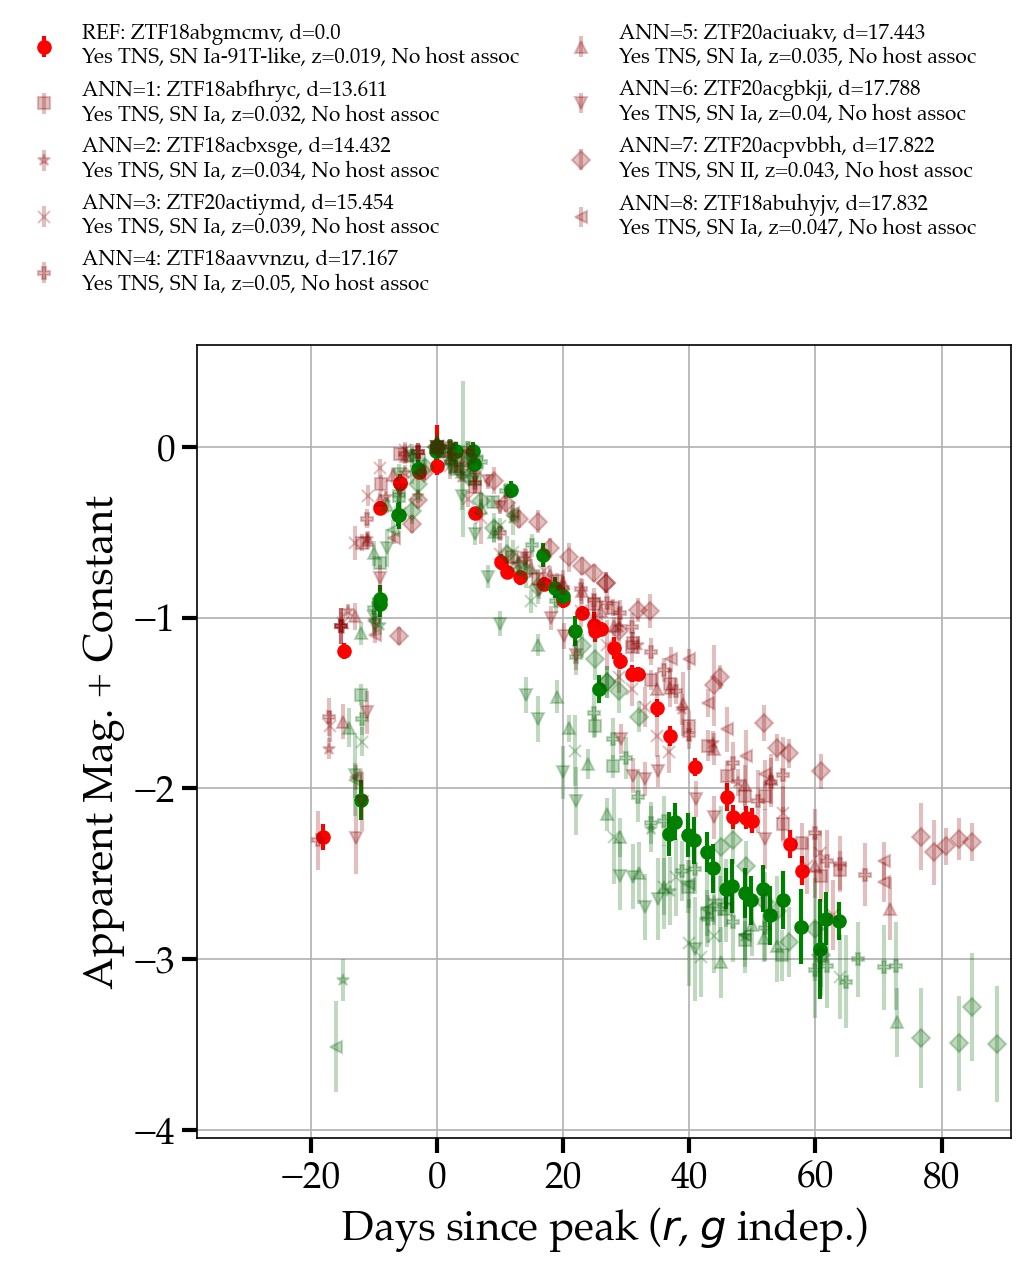 REF: ZTF18abgmcmv, d=0.0
Yes TNS, SN Ia-91T-like, z=0.019, No host assoc
ANN=1: ZTF18abfhryc, d=13.611
Yes TNS, SN Ia, z=0.032, No host assoc
ANN=2: ZTF18acbxsge, d=14.432
Yes TNS, SN Ia, z=0.034, No host assoc
ANN=3: ZTF20actiymd, d=15.454
Yes TNS, SN Ia, z=0.039, No host assoc
ANN=4: ZTF18aavvnzu, d=17.167
Yes TNS, SN Ia, z=0.05, No host assoc
ANN=5: ZTF20aciuakv, d=17.443
Yes TNS, SN Ia, z=0.035, No host assoc
ANN=6: ZTF20acgbkji, d=17.788
Yes TNS, SN Ia, z=0.04, No host assoc
ANN=7: ZTF20acpvbbh, d=17.822
Yes TNS, SN II, z=0.043, No host assoc
ANN=8: ZTF18abuhyjv, d=17.832
Yes TNS, SN Ia, z=0.047, No host assoc
Apparent Mag. + Constant
0
−1
−2
−3
−4
−20 0 20 40 60 80
Days since peak (r, g indep.)